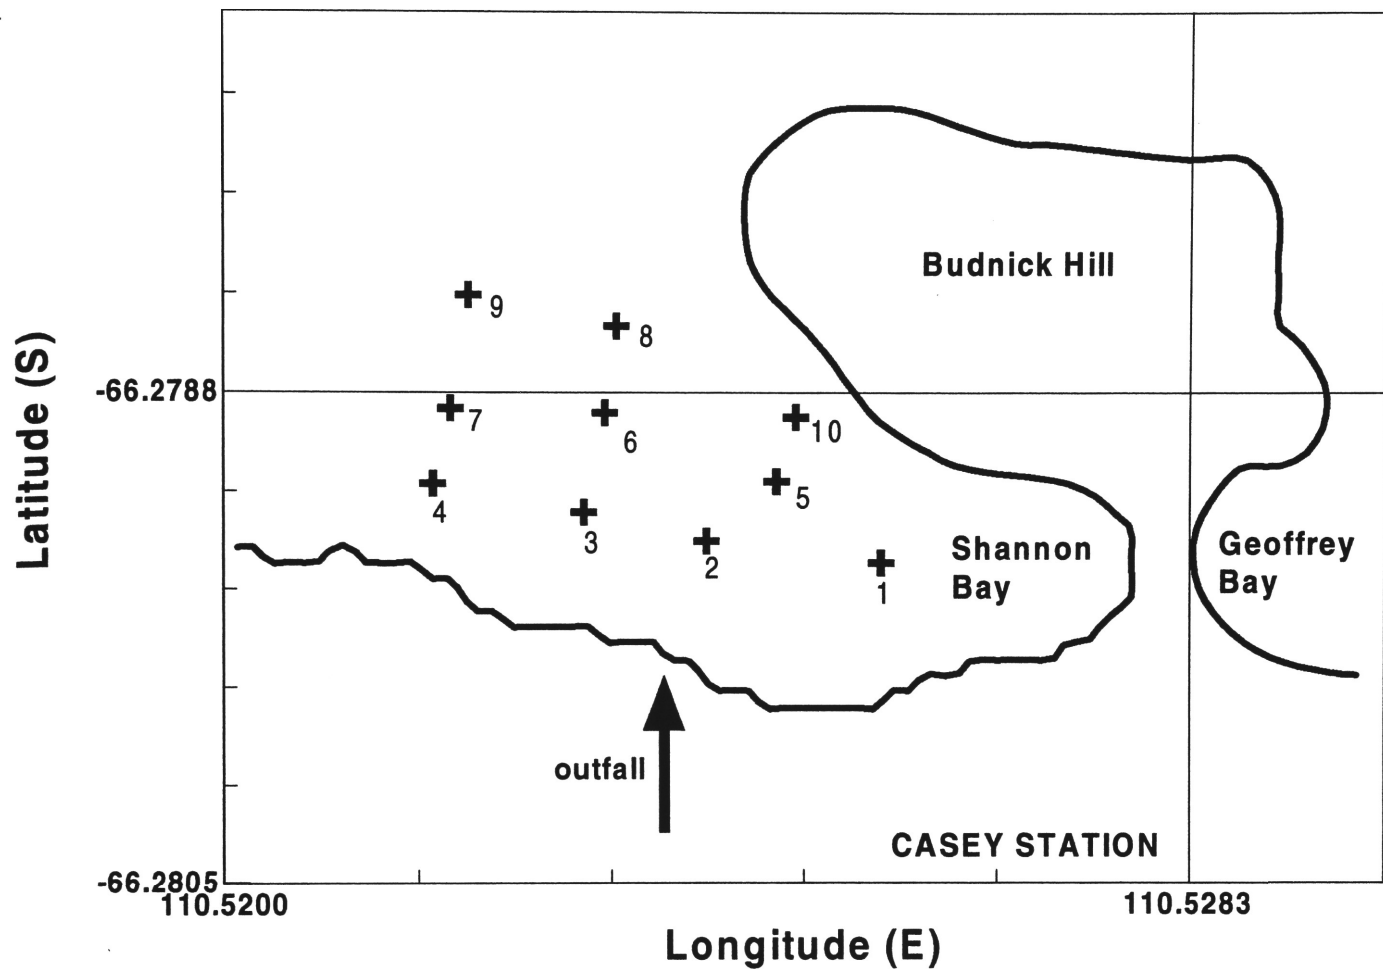 Budnick Hill
9
8
-66.2788
7
6
10
4
5
3
2
1
Shannon
Bay
Geoffrey
Bay
Latitude (S)
outfall
CASEY STATION
-66.2805
110.5200
110.5283
Longitude (E)